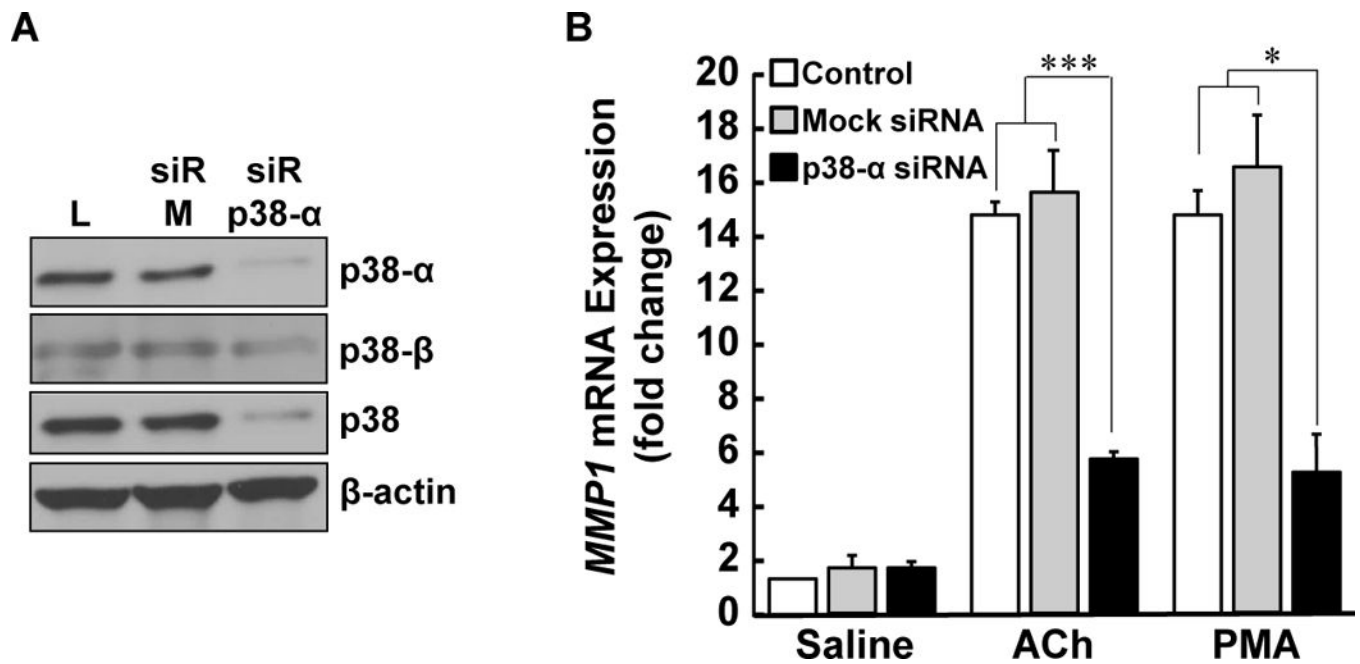 A
siR siR
L M p38-α
p38-α
p38-β
p38
β-actin
B
MMP1 mRNA Expression
(fold change)
20
18
16
14
12
10
8
6
4
2
0
Control
Mock siRNA
p38-α siRNA
*** *
Saline ACh PMA